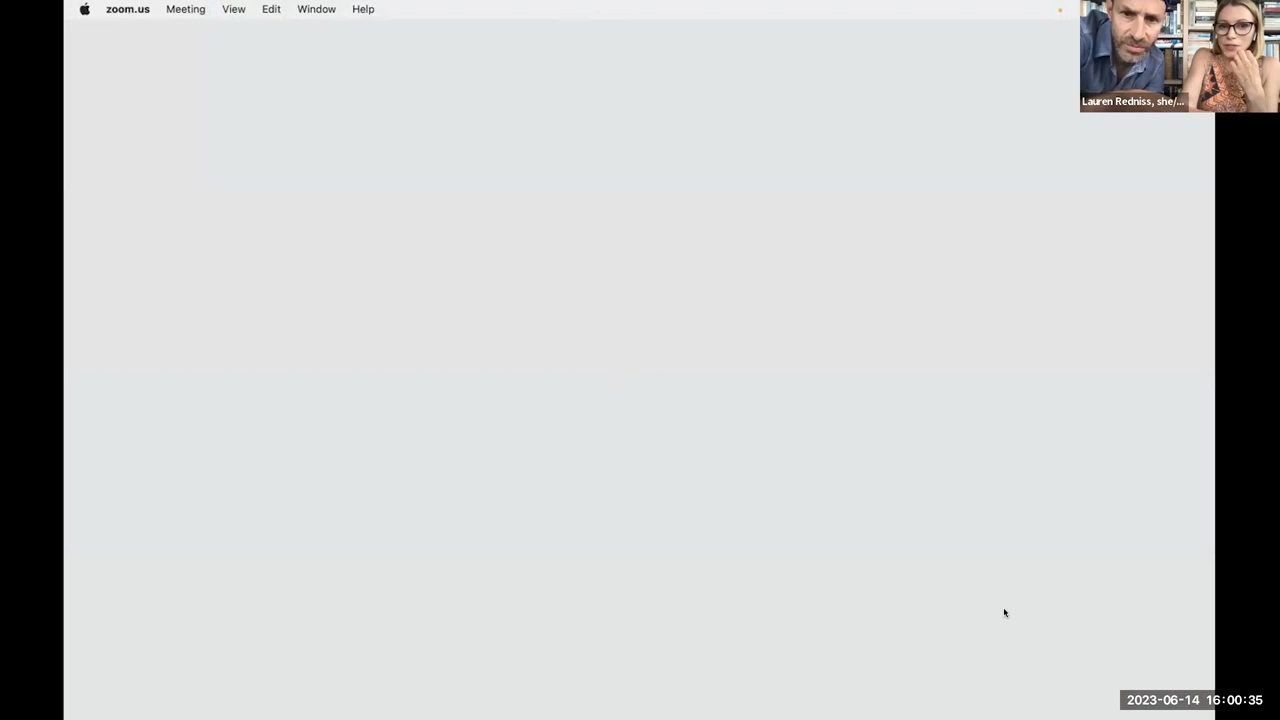 zoom.us Meeting View Edit Window Help
Lauren Redniss, she/...
2023-06-14 16:00:35